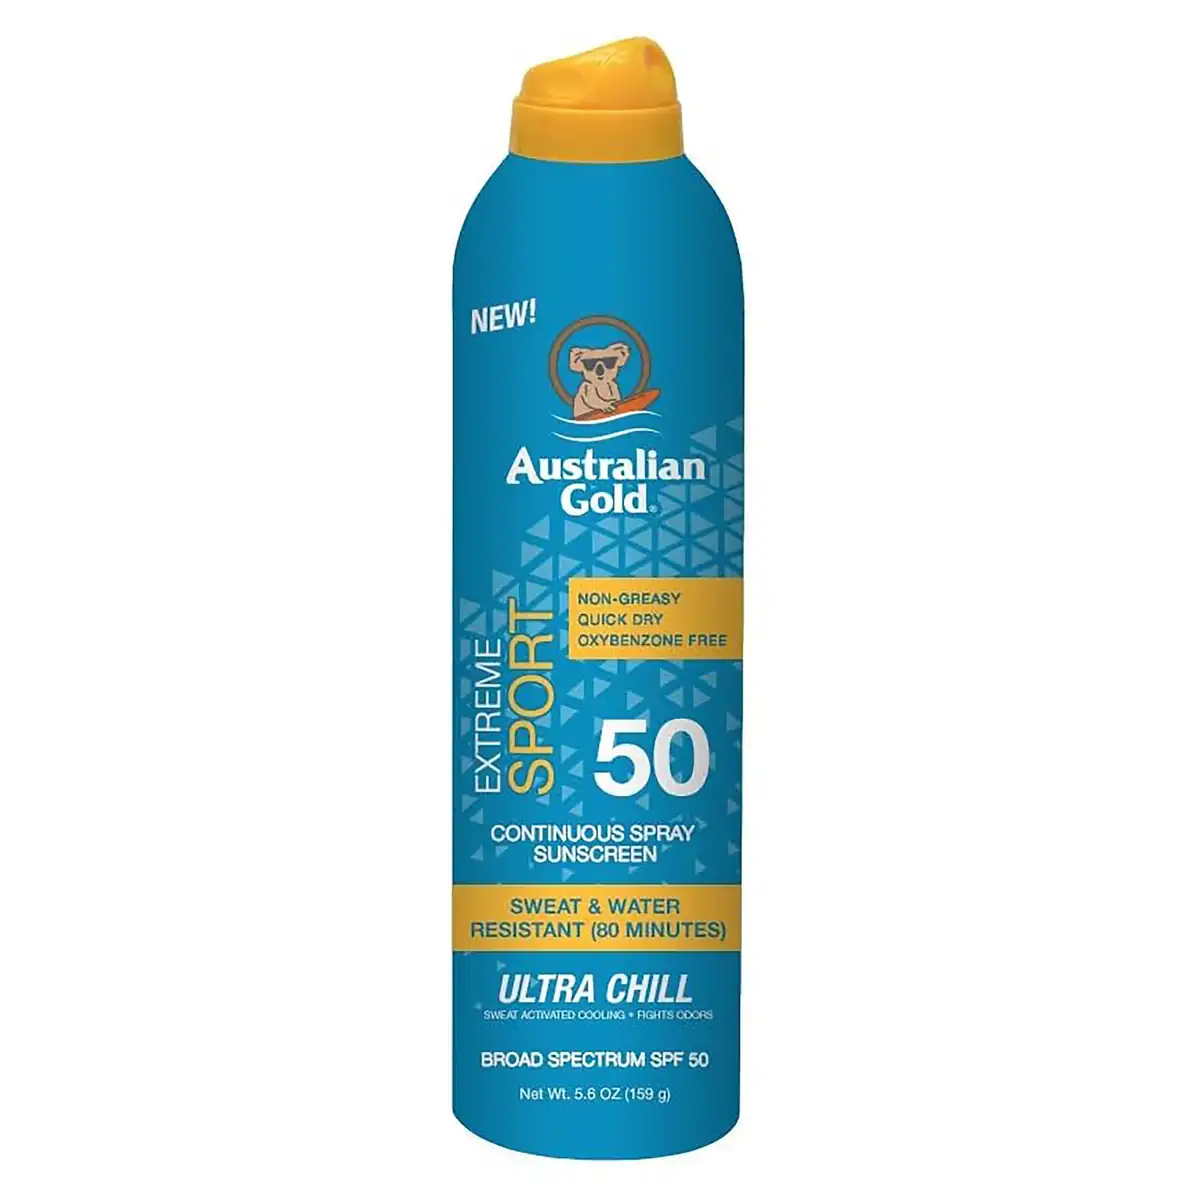 NEW!
Australian
Gold®
NON-GREASY
QUICK DRY
OXYBENZONE FREE
EXTREME
SPORT
50
CONTINUOUS SPRAY
SUNSCREEN
SWEAT & WATER
RESISTANT (80 MINUTES)
ULTRA CHILL
SWEAT ACTIVATED COOLING • FIGHTS ODORS
BROAD SPECTRUM SPF 50
Net Wt. 5.6 OZ (159 g)